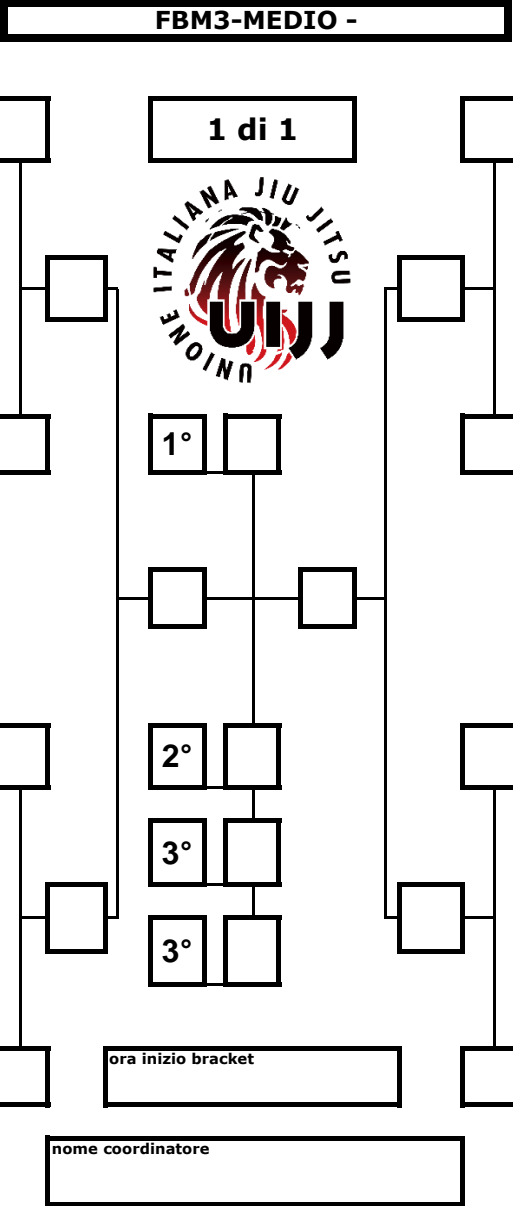 FBM3-MEDIO -
1 di 1
UNIONE ITALIANA JIU JITSU
UIJJ
1°
2°
3°
3°
ora inizio bracket
nome coordinatore